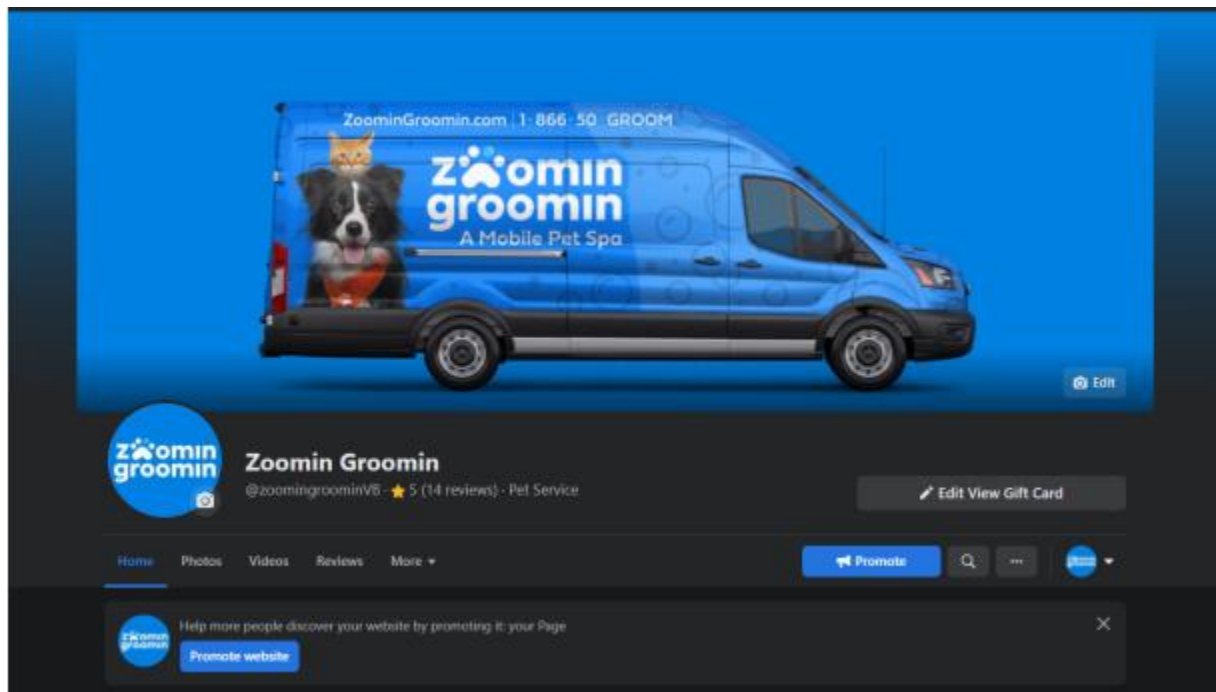 ZoominGroomin.com | 1· 866 · 50 · GROOM
zoomin
groomin
A Mobile Pet Spa
Edit
zoomin
groomin
Zoomin Groomin
@zoomingroominVB · 5 (14 reviews) · Pet Service
Edit View Gift Card
Home Photos Videos Reviews More
Promote
zoomin
groomin
Help more people discover your website by promoting it: your Page
Promote website